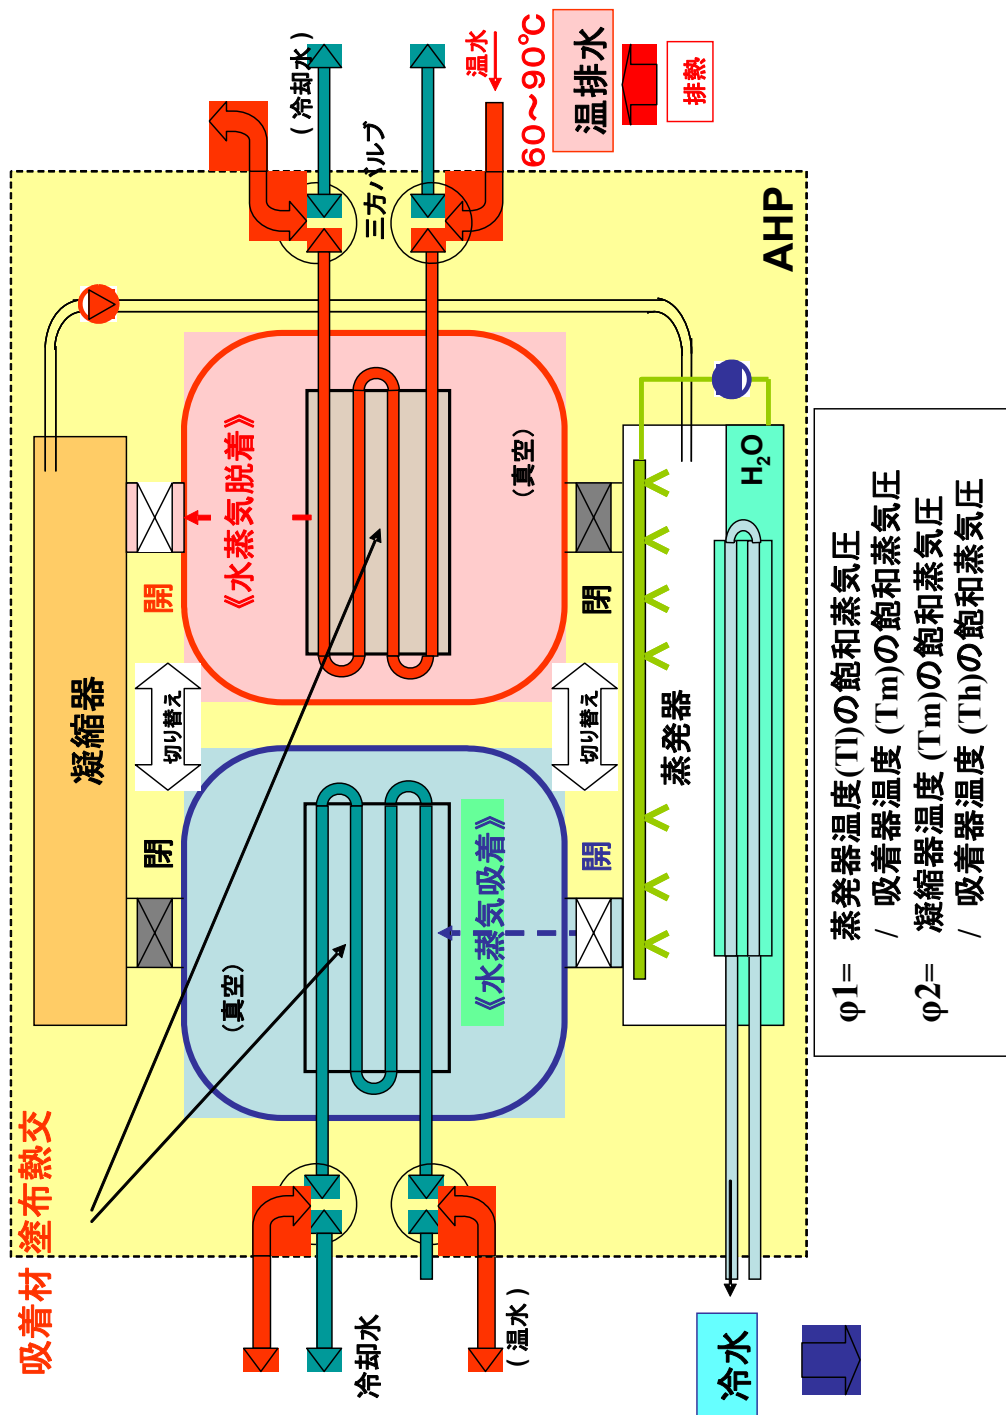 吸着材 塗布熱交
凝縮器
閉
開
切り替え
《水蒸気脱着》
(真空)
(真空)
《水蒸気吸着》
開
閉
切り替え
蒸発器
H₂O
AHP
三方バルブ
(冷却水)
温水
60～90℃
温排水
排熱
冷却水
(温水)
冷水
φ1= 蒸発器温度(Tl)の飽和蒸気圧
/ 吸着器温度 (Tm)の飽和蒸気圧
φ2= 凝縮器温度 (Tm)の飽和蒸気圧
/ 吸着器温度 (Th)の飽和蒸気圧